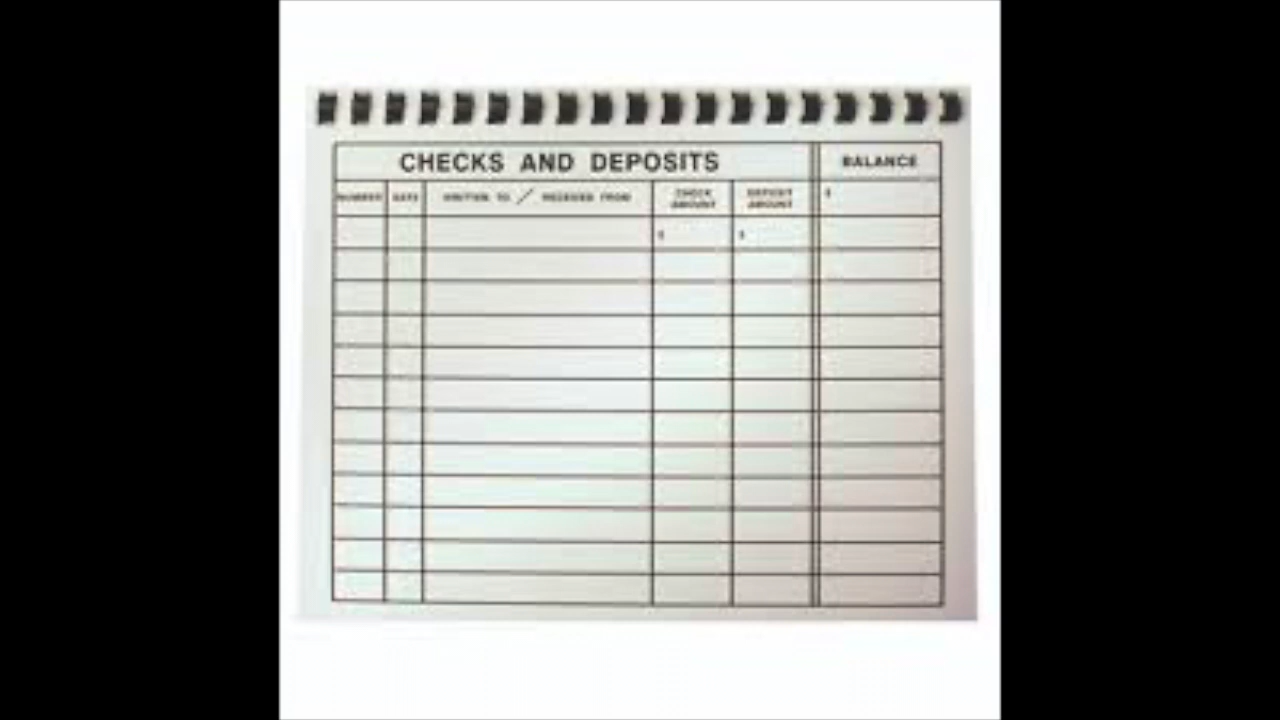 CHECKS AND DEPOSITS BALANCE
NUMBER DATE WRITTEN TO / RECEIVED FROM CHECK AMOUNT DEPOSIT AMOUNT $
$ $